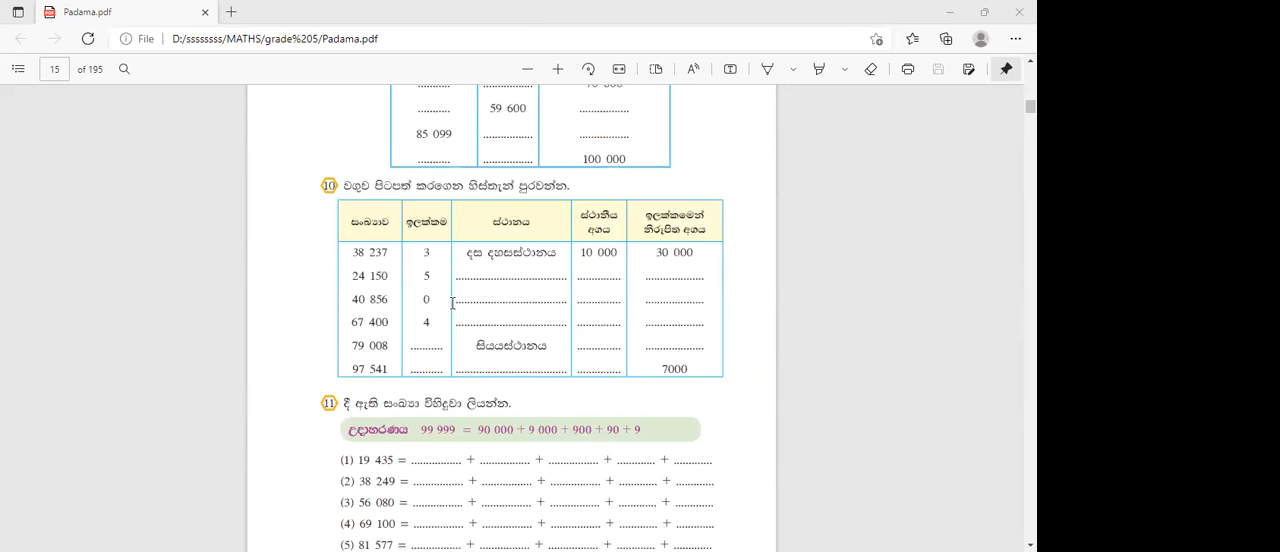 Padama.pdf
File D:/ssssssss/MATHS/grade%205/Padama.pdf
15 of 195
........... ...............
........... 59 600 .................
85 099 ............... .................
........... ............... 100 000
10 වගුව පිටපත් කරගෙන හිස්තැන් පුරවන්න.
සංඛ්‍යාව ඉලක්කම ස්ථානය ස්ථානීය අගය ඉලක්කමෙන් නිරූපිත අගය
38 237 3 දස දහසස්ථානය 10 000 30 000
24 150 5 ..................................... .............. ....................
40 856 0 ..................................... .............. ....................
67 400 4 ..................................... .............. ....................
79 008 ........... සියයස්ථානය .............. ....................
97 541 ........... ..................................... .............. 7000
11 දී ඇති සංඛ්‍යා විහිදුවා ලියන්න.
උදාහරණය 99 999 = 90 000 + 9 000 + 900 + 90 + 9
(1) 19 435 = ................ + ................ + ................ + ............ + ............
(2) 38 249 = ................ + ................ + ................ + ............ + ............
(3) 56 080 = ................ + ................ + ................ + ............ + ............
(4) 69 100 = ................ + ................ + ................ + ............ + ............
(5) 81 577 = ................ + ................ + ................ + ............ + ............